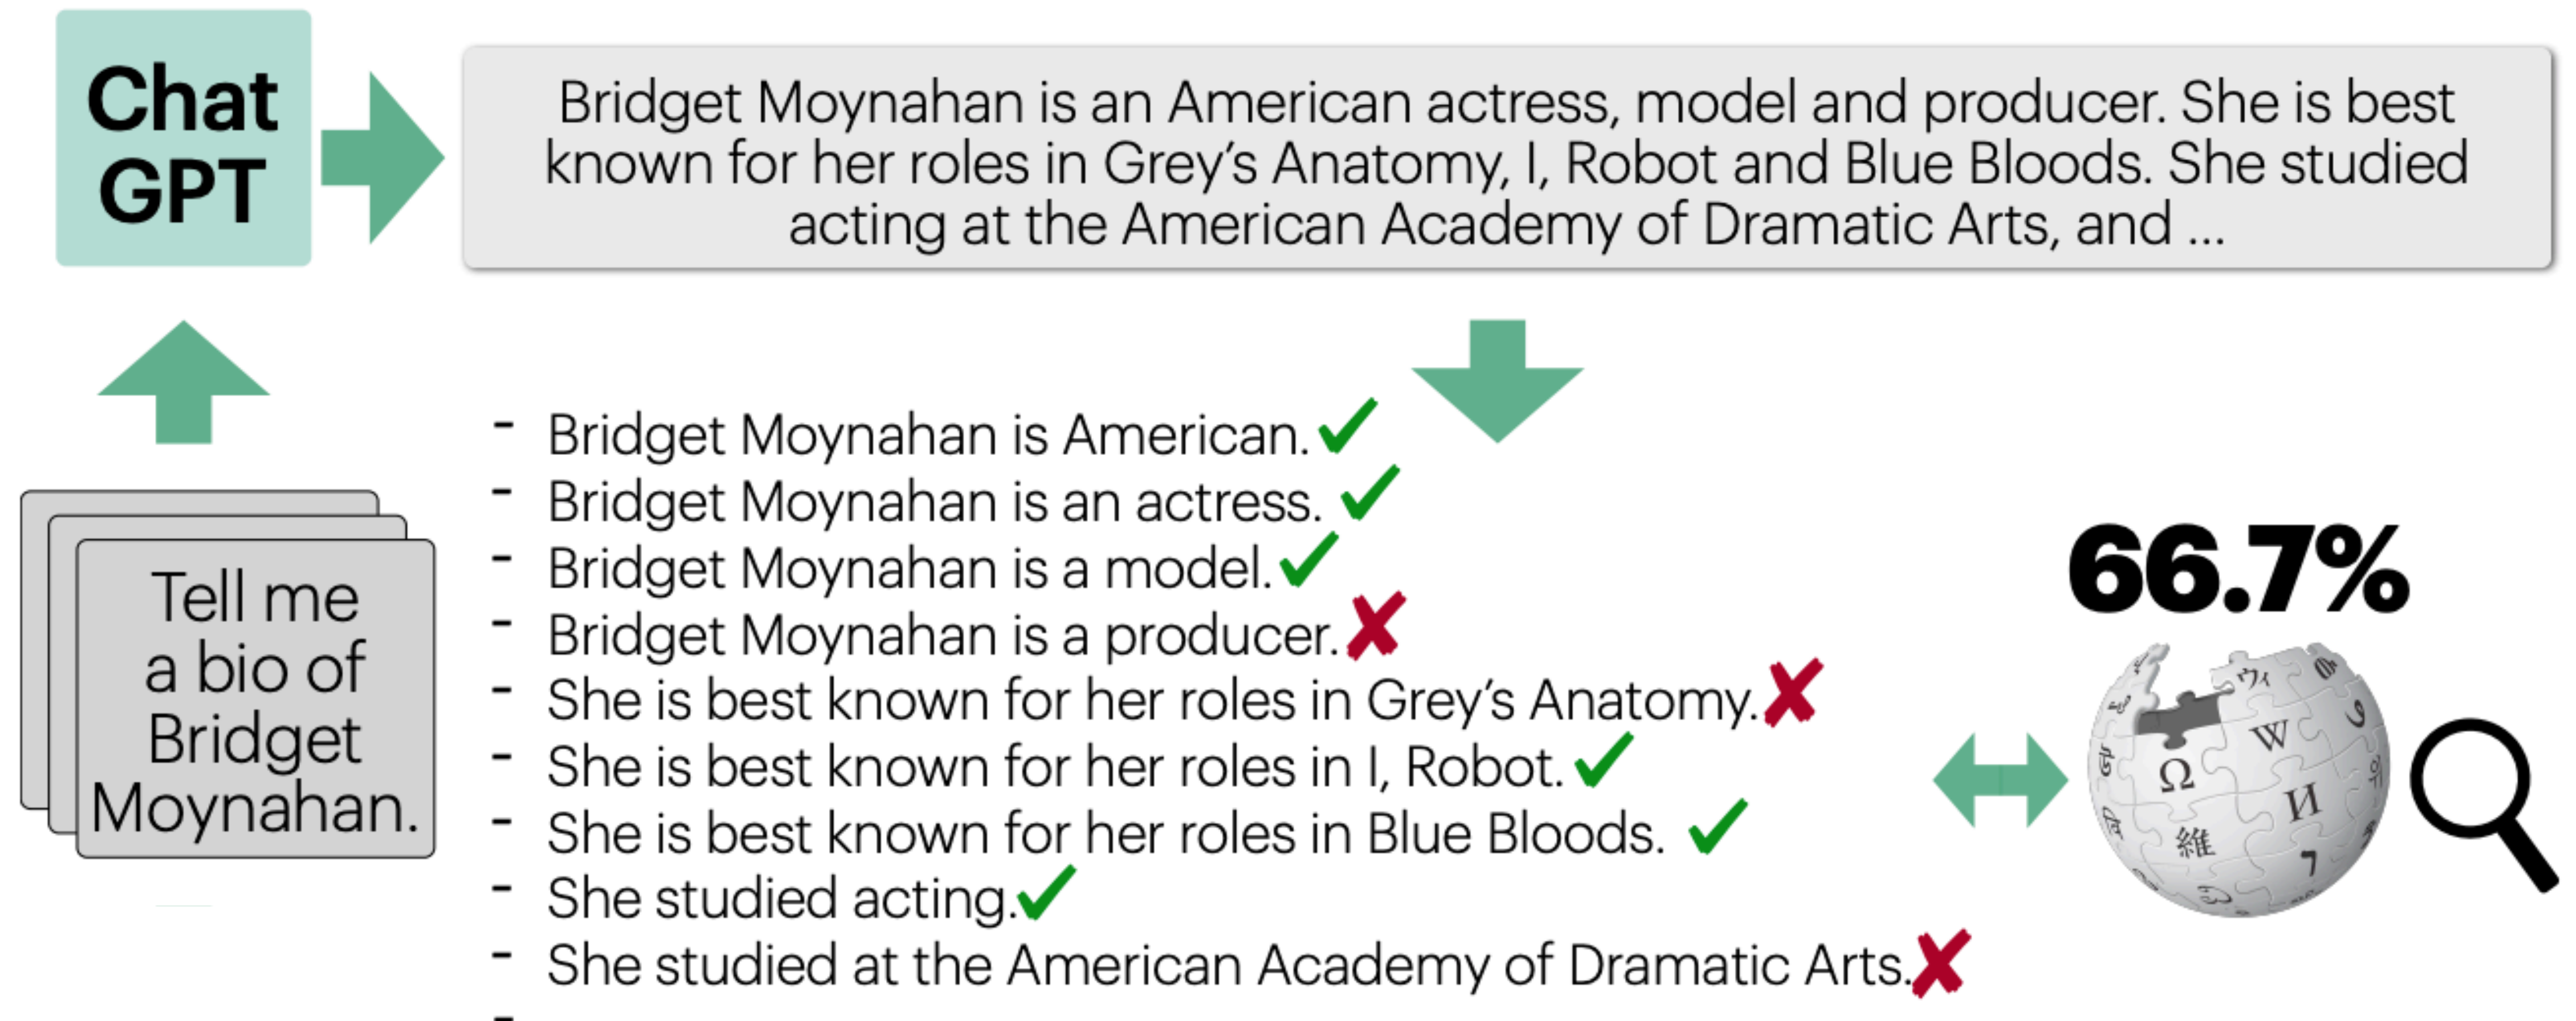 Chat
GPT
Bridget Moynahan is an American actress, model and producer. She is best
known for her roles in Grey’s Anatomy, I, Robot and Blue Bloods. She studied
acting at the American Academy of Dramatic Arts, and ...
Tell me
a bio of
Bridget
Moynahan.
- Bridget Moynahan is American. ✓
- Bridget Moynahan is an actress. ✓
- Bridget Moynahan is a model. ✓
- Bridget Moynahan is a producer. ✘
- She is best known for her roles in Grey’s Anatomy. ✘
- She is best known for her roles in I, Robot. ✓
- She is best known for her roles in Blue Bloods. ✓
- She studied acting. ✓
- She studied at the American Academy of Dramatic Arts. ✘
-
66.7%
Ω
W
И
維
ウィ